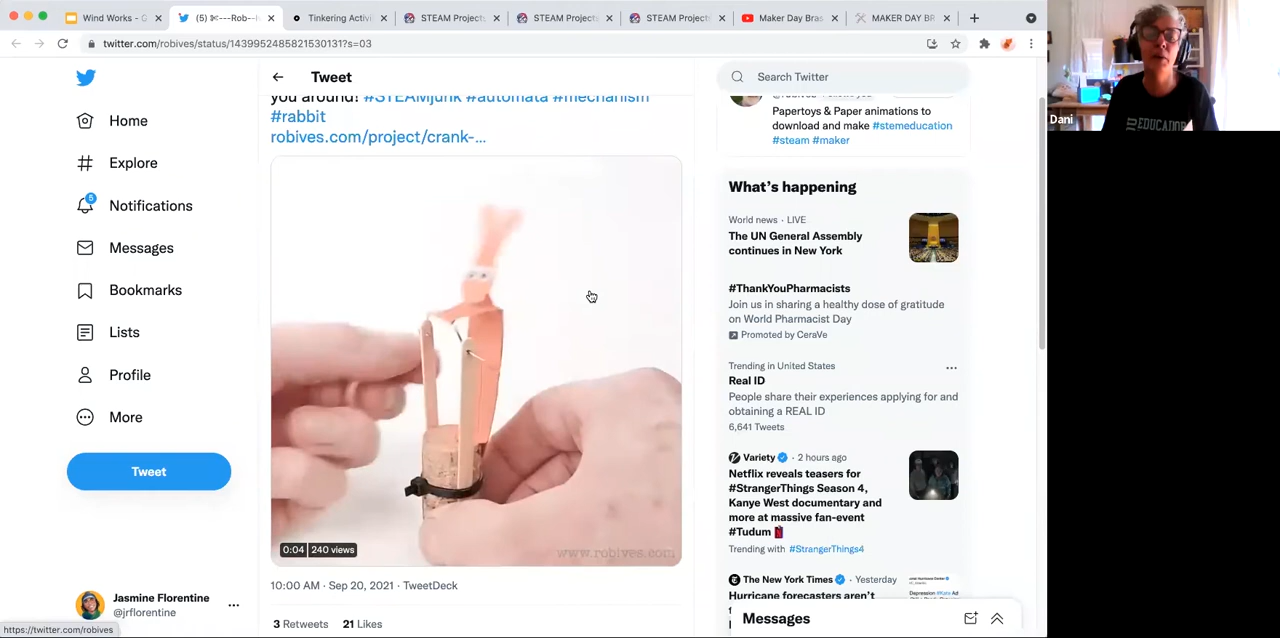 Wind Works - G
(5) ✂---Rob--I
Tinkering Activi
STEAM Project
STEAM Project
STEAM Project
Maker Day Bras
MAKER DAY BR
twitter.com/robives/status/1439952485821530131?s=03
Home
Explore
5
Notifications
Messages
Bookmarks
Lists
Profile
More
Tweet
Jasmine Florentine
@jrflorentine
https://twitter.com/robives
Tweet
you around! #STEAMjunk #automata #mechanism
#rabbit
robives.com/project/crank-...
0:04 240 views
www.robives.com
10:00 AM · Sep 20, 2021 · TweetDeck
3 Retweets 21 Likes
Search Twitter
Papertoys & Paper animations to
download and make #stemeducation
#steam #maker
What's happening
World news · LIVE
The UN General Assembly
continues in New York
#ThankYouPharmacists
Join us in sharing a healthy dose of gratitude
on World Pharmacist Day
Promoted by CeraVe
Trending in United States
Real ID
People share their experiences applying for and
obtaining a REAL ID
6,641 Tweets
Variety · 2 hours ago
Netflix reveals teasers for
#StrangerThings Season 4,
Kanye West documentary and
more at massive fan-event
#Tudum
Trending with #StrangerThings4
The New York Times · Yesterday
Hurricane forecasters aren't
Messages
Dani
EDUCADOR